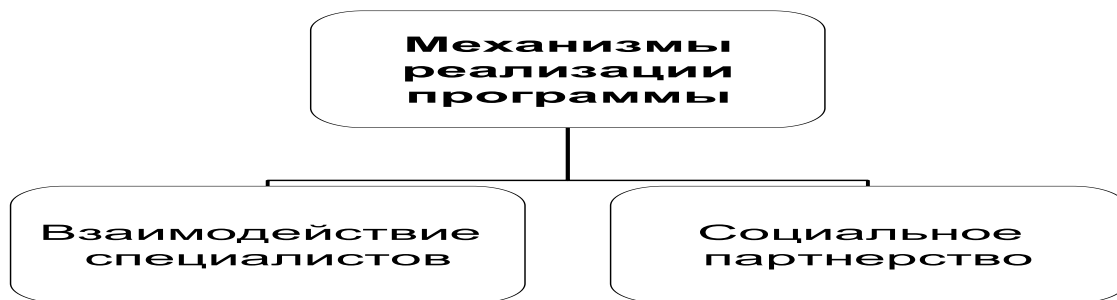 Механизмы
реализации
программы
Взаимодействие
специалистов
Социальное
партнерство